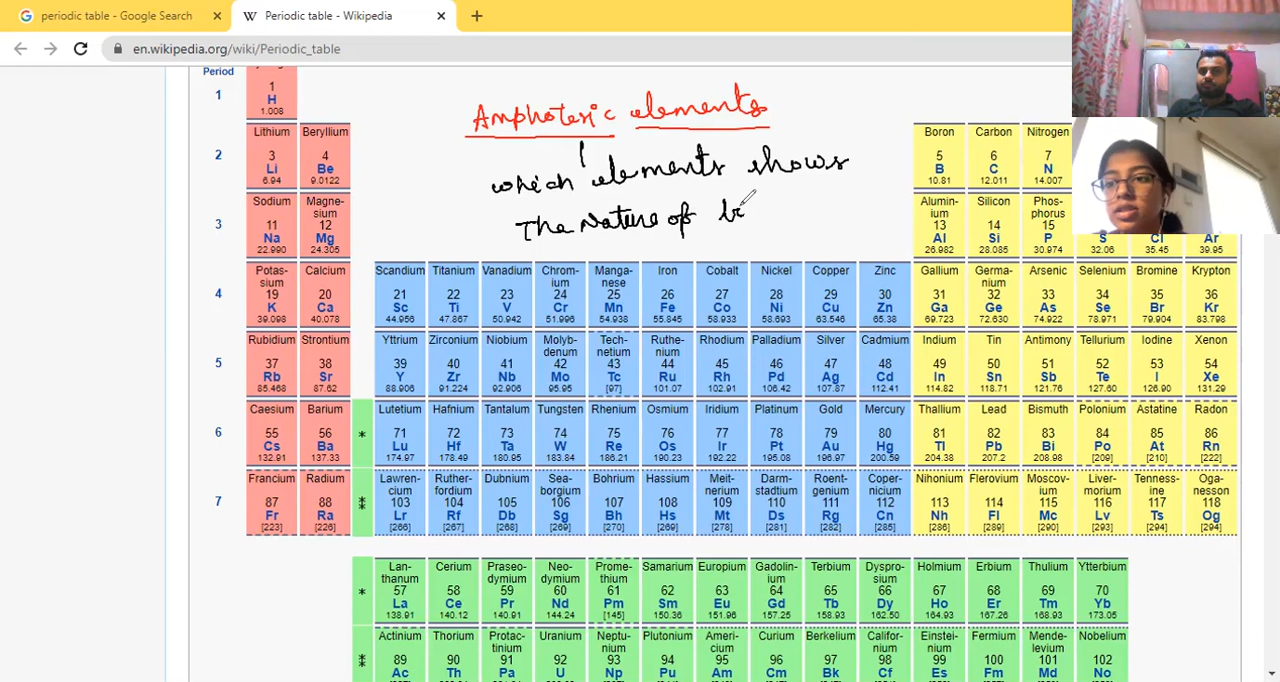 periodic table - Google Search
Periodic table - Wikipedia
en.wikipedia.org/wiki/Periodic_table
Period
1
1
H
1.008
Amphoteric elements
which elements shows
The Nature of
2
Lithium Beryllium Boron Carbon Nitrogen
3 4 5 6 7
Li Be B C N
6.94 9.0122 10.81 12.011 14.007
3
Sodium Magne-sium Alumin-ium Silicon Phos-phorus
11 12 13 14 15
Na Mg Al Si P S Cl Ar
22.990 24.305 26.982 28.085 30.974 32.06 35.45 39.95
4
Potas-sium Calcium Scandium Titanium Vanadium Chrom-ium Manga-nese Iron Cobalt Nickel Copper Zinc Gallium Germa-nium Arsenic Selenium Bromine Krypton
19 20 21 22 23 24 25 26 27 28 29 30 31 32 33 34 35 36
K Ca Sc Ti V Cr Mn Fe Co Ni Cu Zn Ga Ge As Se Br Kr
39.098 40.078 44.956 47.867 50.942 51.996 54.938 55.845 58.933 58.693 63.546 65.38 69.723 72.630 74.922 78.971 79.904 83.798
5
Rubidium Strontium Yttrium Zirconium Niobium Molyb-denum Tech-netium Ruthe-nium Rhodium Palladium Silver Cadmium Indium Tin Antimony Tellurium Iodine Xenon
37 38 39 40 41 42 43 44 45 46 47 48 49 50 51 52 53 54
Rb Sr Y Zr Nb Mo Tc Ru Rh Pd Ag Cd In Sn Sb Te I Xe
85.468 87.62 88.906 91.224 92.906 95.95 [97] 101.07 102.91 106.42 107.87 112.41 114.82 118.71 121.76 127.60 126.90 131.29
6
Caesium Barium Lutetium Hafnium Tantalum Tungsten Rhenium Osmium Iridium Platinum Gold Mercury Thallium Lead Bismuth Polonium Astatine Radon
55 56 * 71 72 73 74 75 76 77 78 79 80 81 82 83 84 85 86
Cs Ba Lu Hf Ta W Re Os Ir Pt Au Hg Tl Pb Bi Po At Rn
132.91 137.33 174.97 178.49 180.95 183.84 186.21 190.23 192.22 195.08 196.97 200.59 204.38 207.2 208.98 [209] [210] [222]
7
Francium Radium Lawren-cium Ruther-fordium Dubnium Sea-borgium Bohrium Hassium Meit-nerium Darm-stadtium Roent-genium Coper-nicium Nihonium Flerovium Moscov-ium Liver-morium Tenness-ine Oga-nesson
87 88 103 104 105 106 107 108 109 110 111 112 113 114 115 116 117 118
Fr Ra Lr Rf Db Sg Bh Hs Mt Ds Rg Cn Nh Fl Mc Lv Ts Og
[223] [226] [266] [267] [268] [269] [270] [269] [278] [281] [282] [285] [286] [289] [290] [293] [294] [294]
Lan-thanum Cerium Praseo-dymium Neo-dymium Prome-thium Samarium Europium Gadolin-ium Terbium Dyspro-sium Holmium Erbium Thulium Ytterbium
* 57 58 59 60 61 62 63 64 65 66 67 68 69 70
La Ce Pr Nd Pm Sm Eu Gd Tb Dy Ho Er Tm Yb
138.91 140.12 140.91 144.24 [145] 150.36 151.96 157.25 158.93 162.50 164.93 167.26 168.93 173.05
Actinium Thorium Protac-tinium Uranium Neptu-nium Plutonium Ameri-cium Curium Berkelium Califor-nium Einstei-nium Fermium Mende-levium Nobelium
89 90 91 92 93 94 95 96 97 98 99 100 101 102
Ac Th Pa U Np Pu Am Cm Bk Cf Es Fm Md No